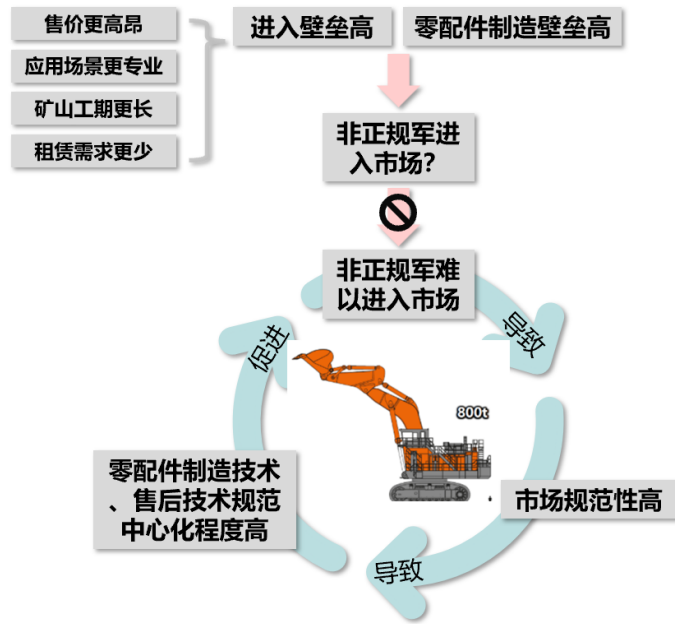 售价更高昂
应用场景更专业
矿山工期更长
租赁需求更少
进入壁垒高
零配件制造壁垒高
非正规军进
入市场？
非正规军难
以进入市场
导致
市场规范性高
导致
零配件制造技术
、售后技术规范
中心化程度高
促进
800t